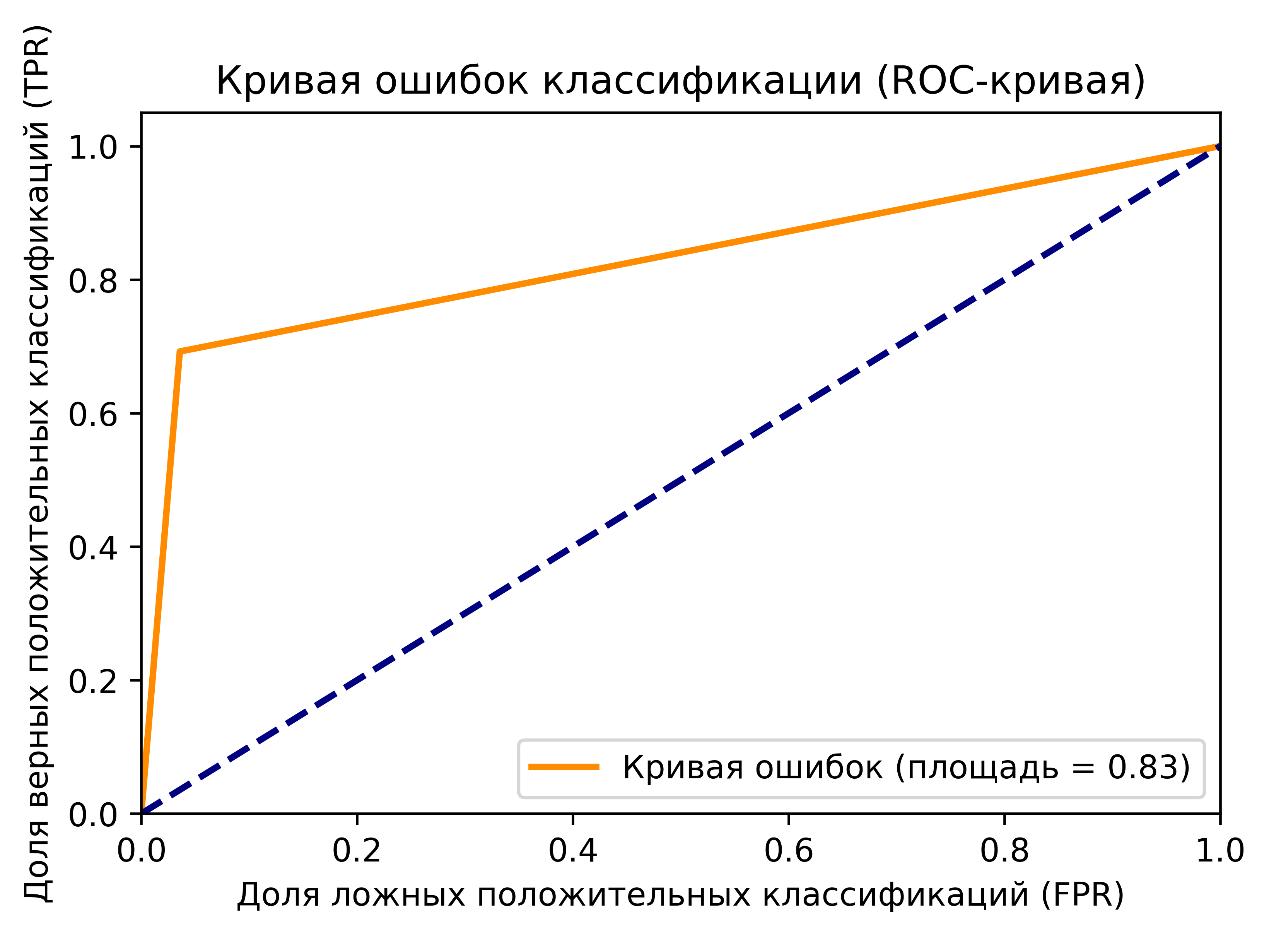 Кривая ошибок классификации (ROC-кривая)
Доля верных положительных классификаций (TPR)
1.0
0.8
0.6
0.4
0.2
0.0
Кривая ошибок (площадь = 0.83)
0.0 0.2 0.4 0.6 0.8 1.0
Доля ложных положительных классификаций (FPR)